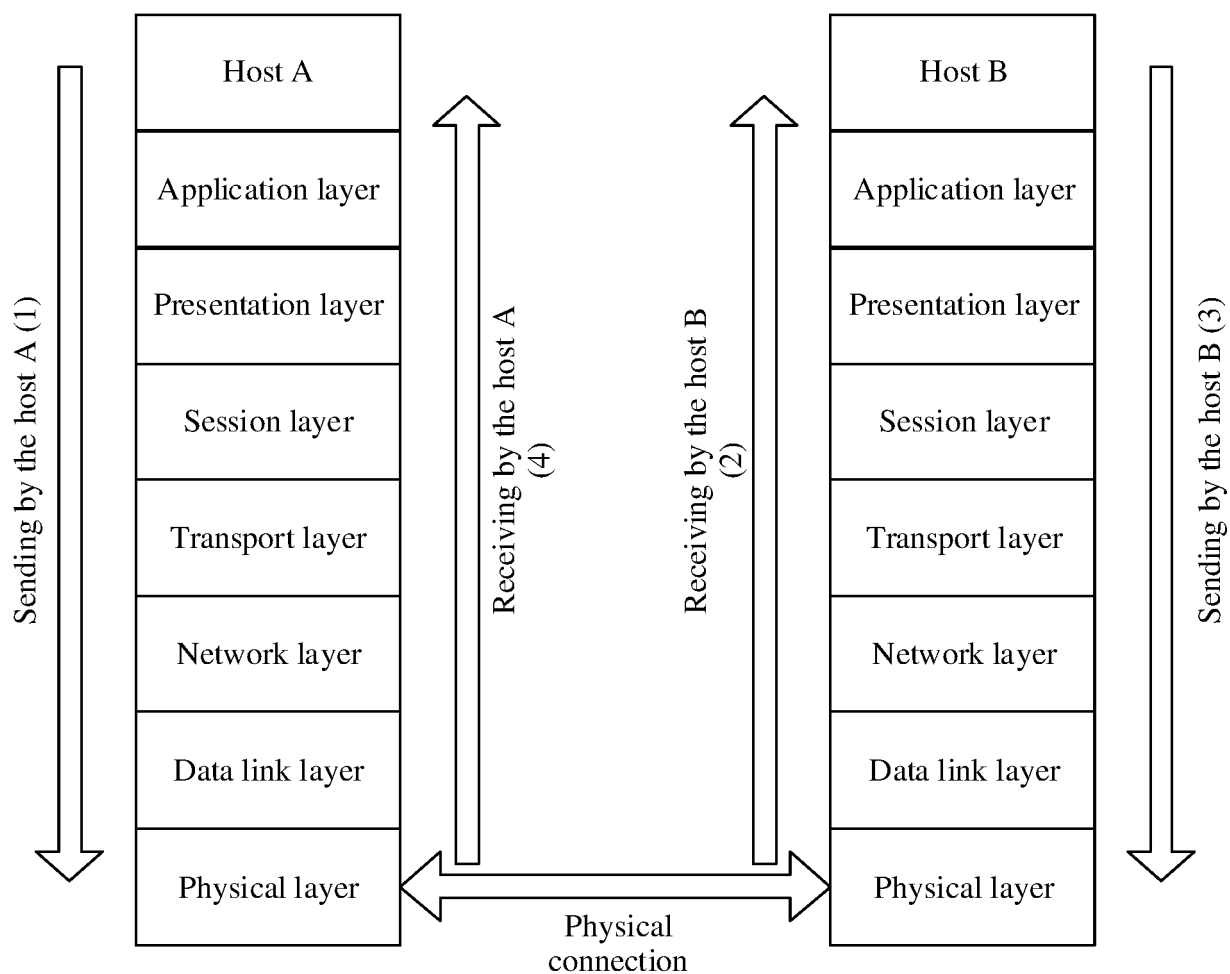 Host A
Application layer
Presentation layer
Session layer
Transport layer
Network layer
Data link layer
Physical layer
Sending by the host A (1)
Receiving by the host A
(4)
Receiving by the host B
(2)
Host B
Application layer
Presentation layer
Session layer
Transport layer
Network layer
Data link layer
Physical layer
Sending by the host B (3)
Physical
connection